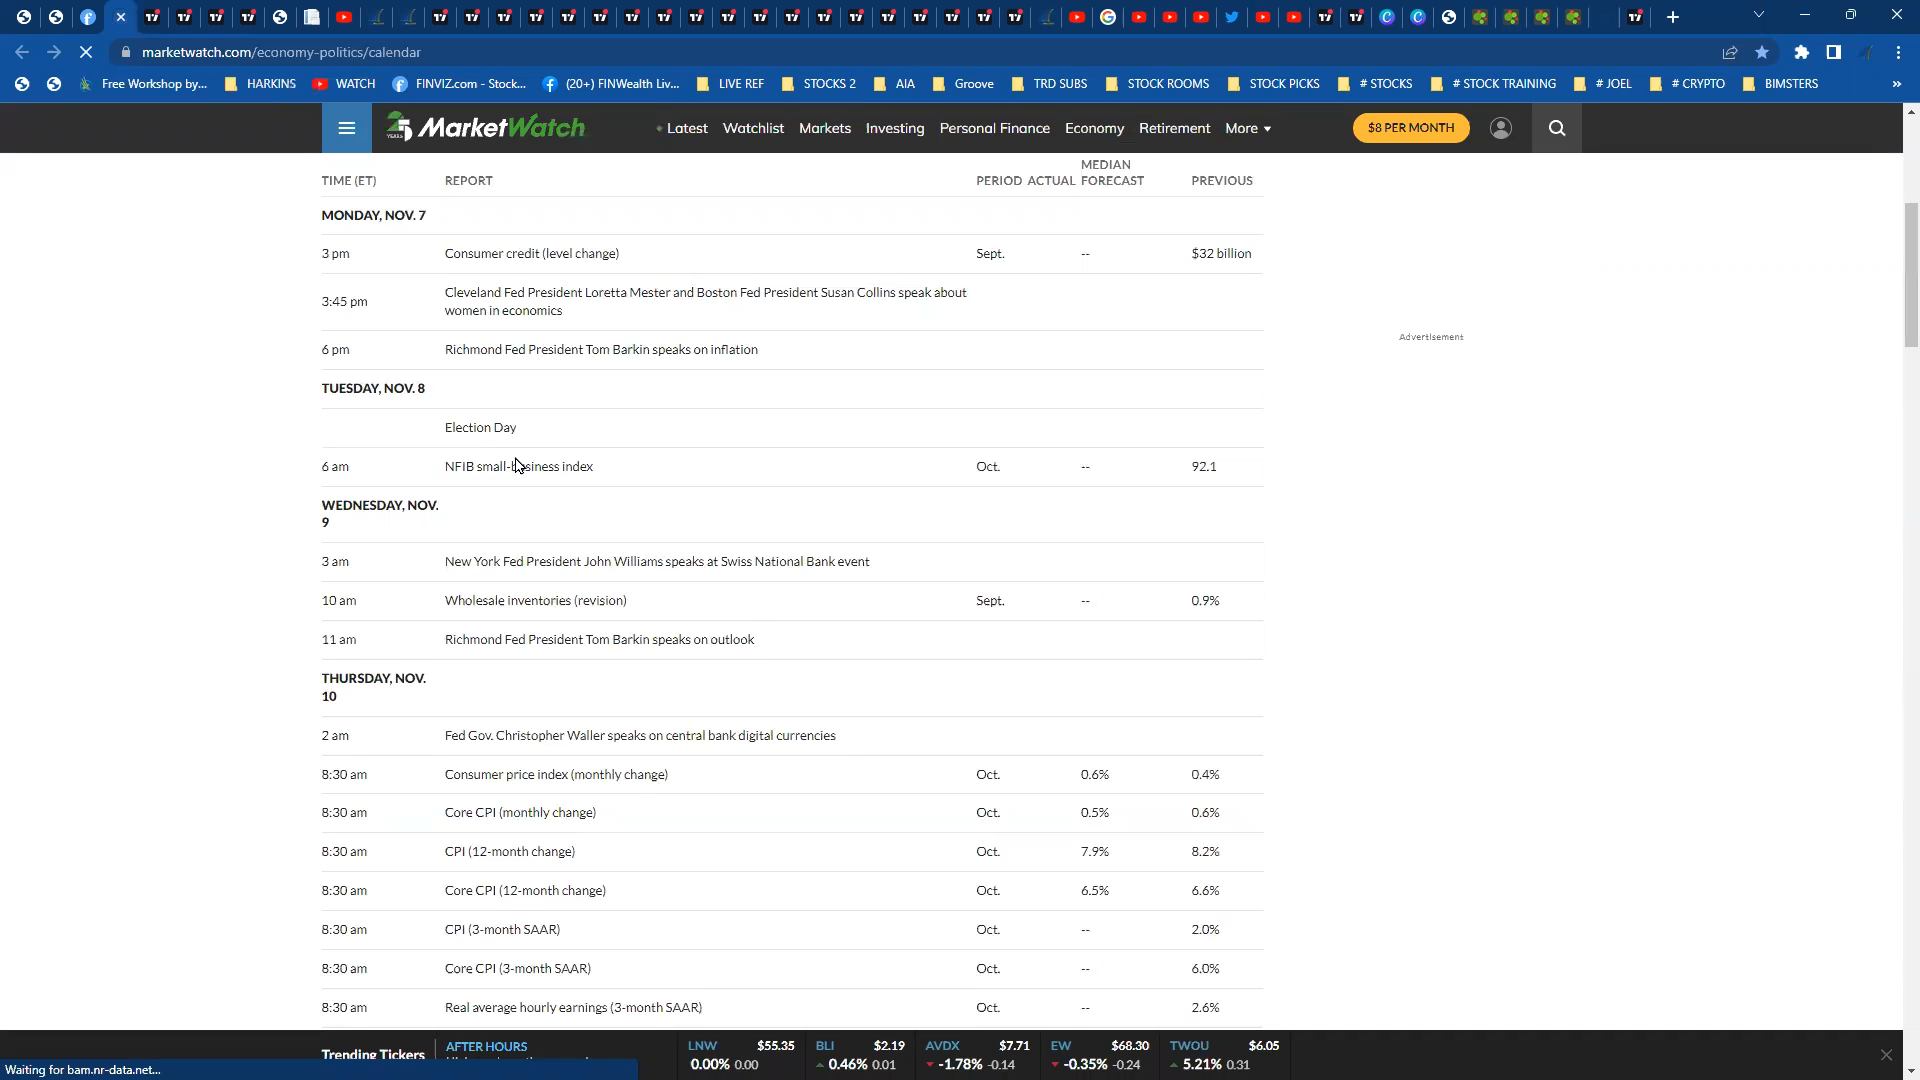 marketwatch.com/economy-politics/calendar
Free Workshop by... HARKINS WATCH FINVIZ.com - Stock... (20+) FINWealth Liv... LIVE REF STOCKS 2 AIA Groove TRD SUBS STOCK ROOMS STOCK PICKS # STOCKS # STOCK TRAINING # JOEL # CRYPTO BIMSTERS »
25 YEARS MarketWatch Latest Watchlist Markets Investing Personal Finance Economy Retirement More $8 PER MONTH
TIME (ET) REPORT PERIOD ACTUAL MEDIAN FORECAST PREVIOUS
MONDAY, NOV. 7
3 pm Consumer credit (level change) Sept. -- $32 billion
3:45 pm Cleveland Fed President Loretta Mester and Boston Fed President Susan Collins speak about
women in economics
6 pm Richmond Fed President Tom Barkin speaks on inflation
Advertisement
TUESDAY, NOV. 8
Election Day
6 am NFIB small-business index Oct. -- 92.1
WEDNESDAY, NOV.
9
3 am New York Fed President John Williams speaks at Swiss National Bank event
10 am Wholesale inventories (revision) Sept. -- 0.9%
11 am Richmond Fed President Tom Barkin speaks on outlook
THURSDAY, NOV.
10
2 am Fed Gov. Christopher Waller speaks on central bank digital currencies
8:30 am Consumer price index (monthly change) Oct. 0.6% 0.4%
8:30 am Core CPI (monthly change) Oct. 0.5% 0.6%
8:30 am CPI (12-month change) Oct. 7.9% 8.2%
8:30 am Core CPI (12-month change) Oct. 6.5% 6.6%
8:30 am CPI (3-month SAAR) Oct. -- 2.0%
8:30 am Core CPI (3-month SAAR) Oct. -- 6.0%
8:30 am Real average hourly earnings (3-month SAAR) Oct. -- 2.6%
Trending Tickers AFTER HOURS LNW $55.35 BLI $2.19 AVDX $7.71 EW $68.30 TWOU $6.05
0.00% 0.00 0.46% 0.01 -1.78% -0.14 -0.35% -0.24 5.21% 0.31
Waiting for bam.nr-data.net...